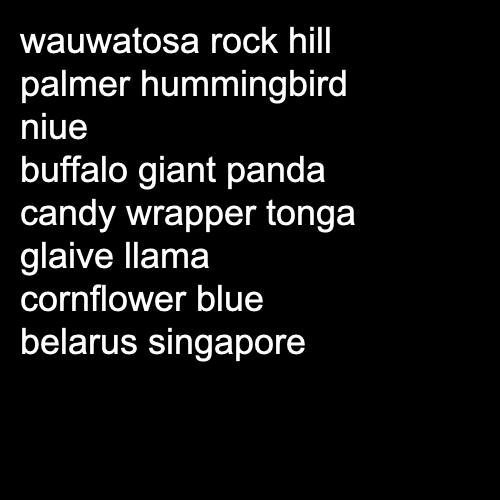 wauwatosa rock hill
palmer hummingbird
niue
buffalo giant panda
candy wrapper tonga
glaive llama
cornflower blue
belarus singapore